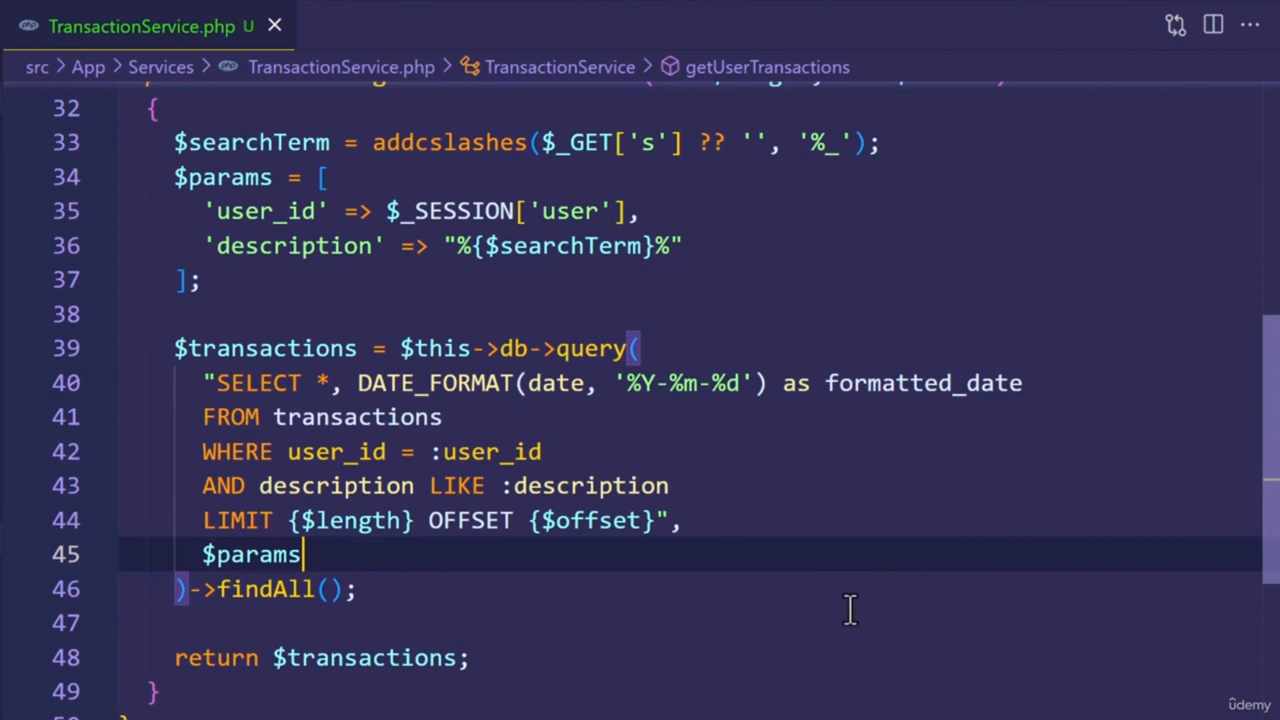 php TransactionService.php U ×
src > App > Services > php TransactionService.php > TransactionService > getUserTransactions
32 {
33 $searchTerm = addcslashes($_GET['s'] ?? '', '%_');
34 $params = [
35 'user_id' => $_SESSION['user'],
36 'description' => "%{$searchTerm}%"
37 ];
38
39 $transactions = $this->db->query(
40 "SELECT *, DATE_FORMAT(date, '%Y-%m-%d') as formatted_date
41 FROM transactions
42 WHERE user_id = :user_id
43 AND description LIKE :description
44 LIMIT {$length} OFFSET {$offset}",
45 $params
46 )->findAll();
47
48 return $transactions;
49 }
ûdemy